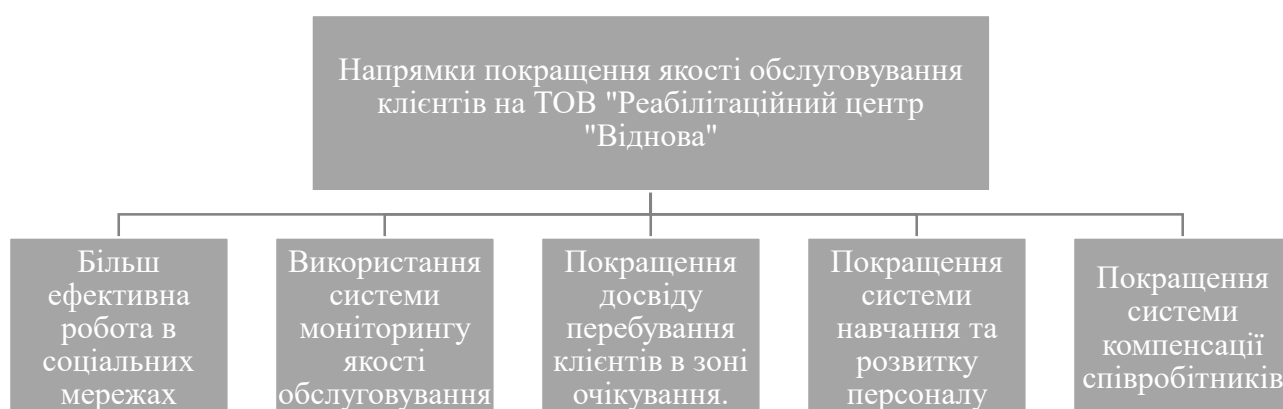 Напрямки покращення якості обслуговування
клієнтів на ТОВ "Реабілітаційний центр
"Віднова"
Більш
ефективна
робота в
соціальних
мережах
Використання
системи
моніторингу
якості
обслуговування
Покращення
досвіду
перебування
клієнтів в зоні
очікування.
Покращення
системи
навчання та
розвитку
персоналу
Покращення
системи
компенсації
співробітників